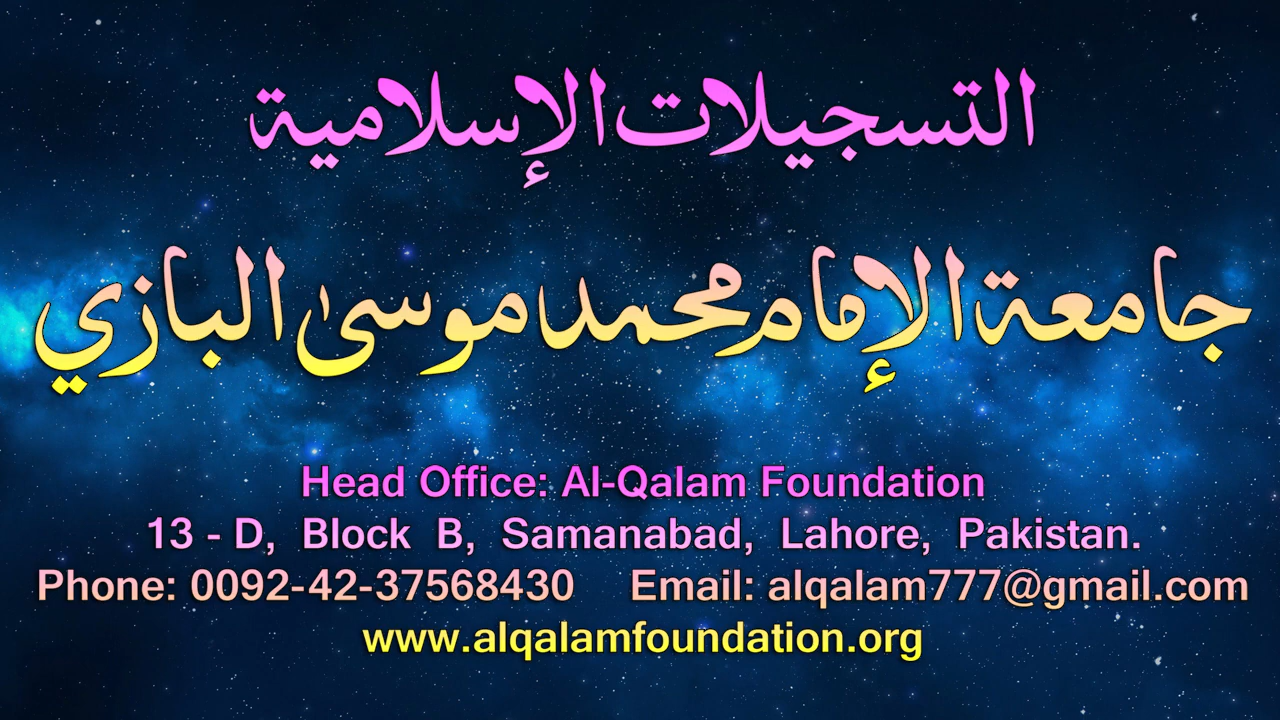 التسجيلات الإسلامية
جامعة الإمام محمد موسىٰ البازي
Head Office: Al-Qalam Foundation
13 - D, Block B, Samanabad, Lahore, Pakistan.
Phone: 0092-42-37568430 Email: alqalam777@gmail.com
www.alqalamfoundation.org